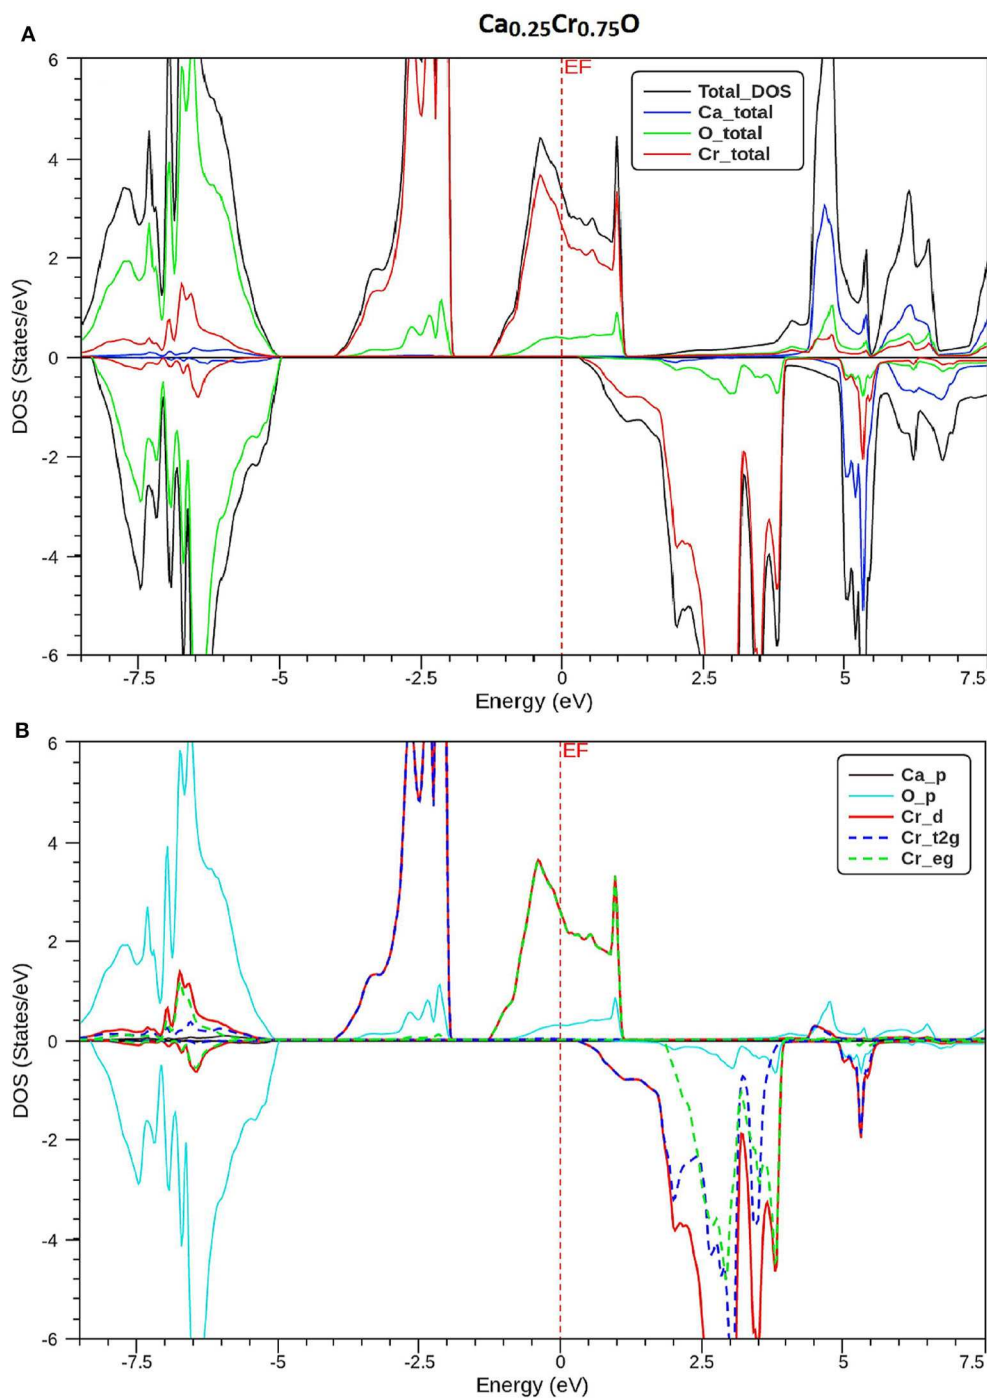 Ca0.25Cr0.75O
A
6
EF
Total_DOS
Ca_total
O_total
Cr_total
4
2
0
-2
-4
-6
DOS (States/eV)
-7.5 -5 -2.5 0 2.5 5 7.5
Energy (eV)
B
6
EF
Ca_p
O_p
Cr_d
Cr_t2g
Cr_eg
4
2
0
-2
-4
-6
DOS (States/eV)
-7.5 -5 -2.5 0 2.5 5 7.5
Energy (eV)